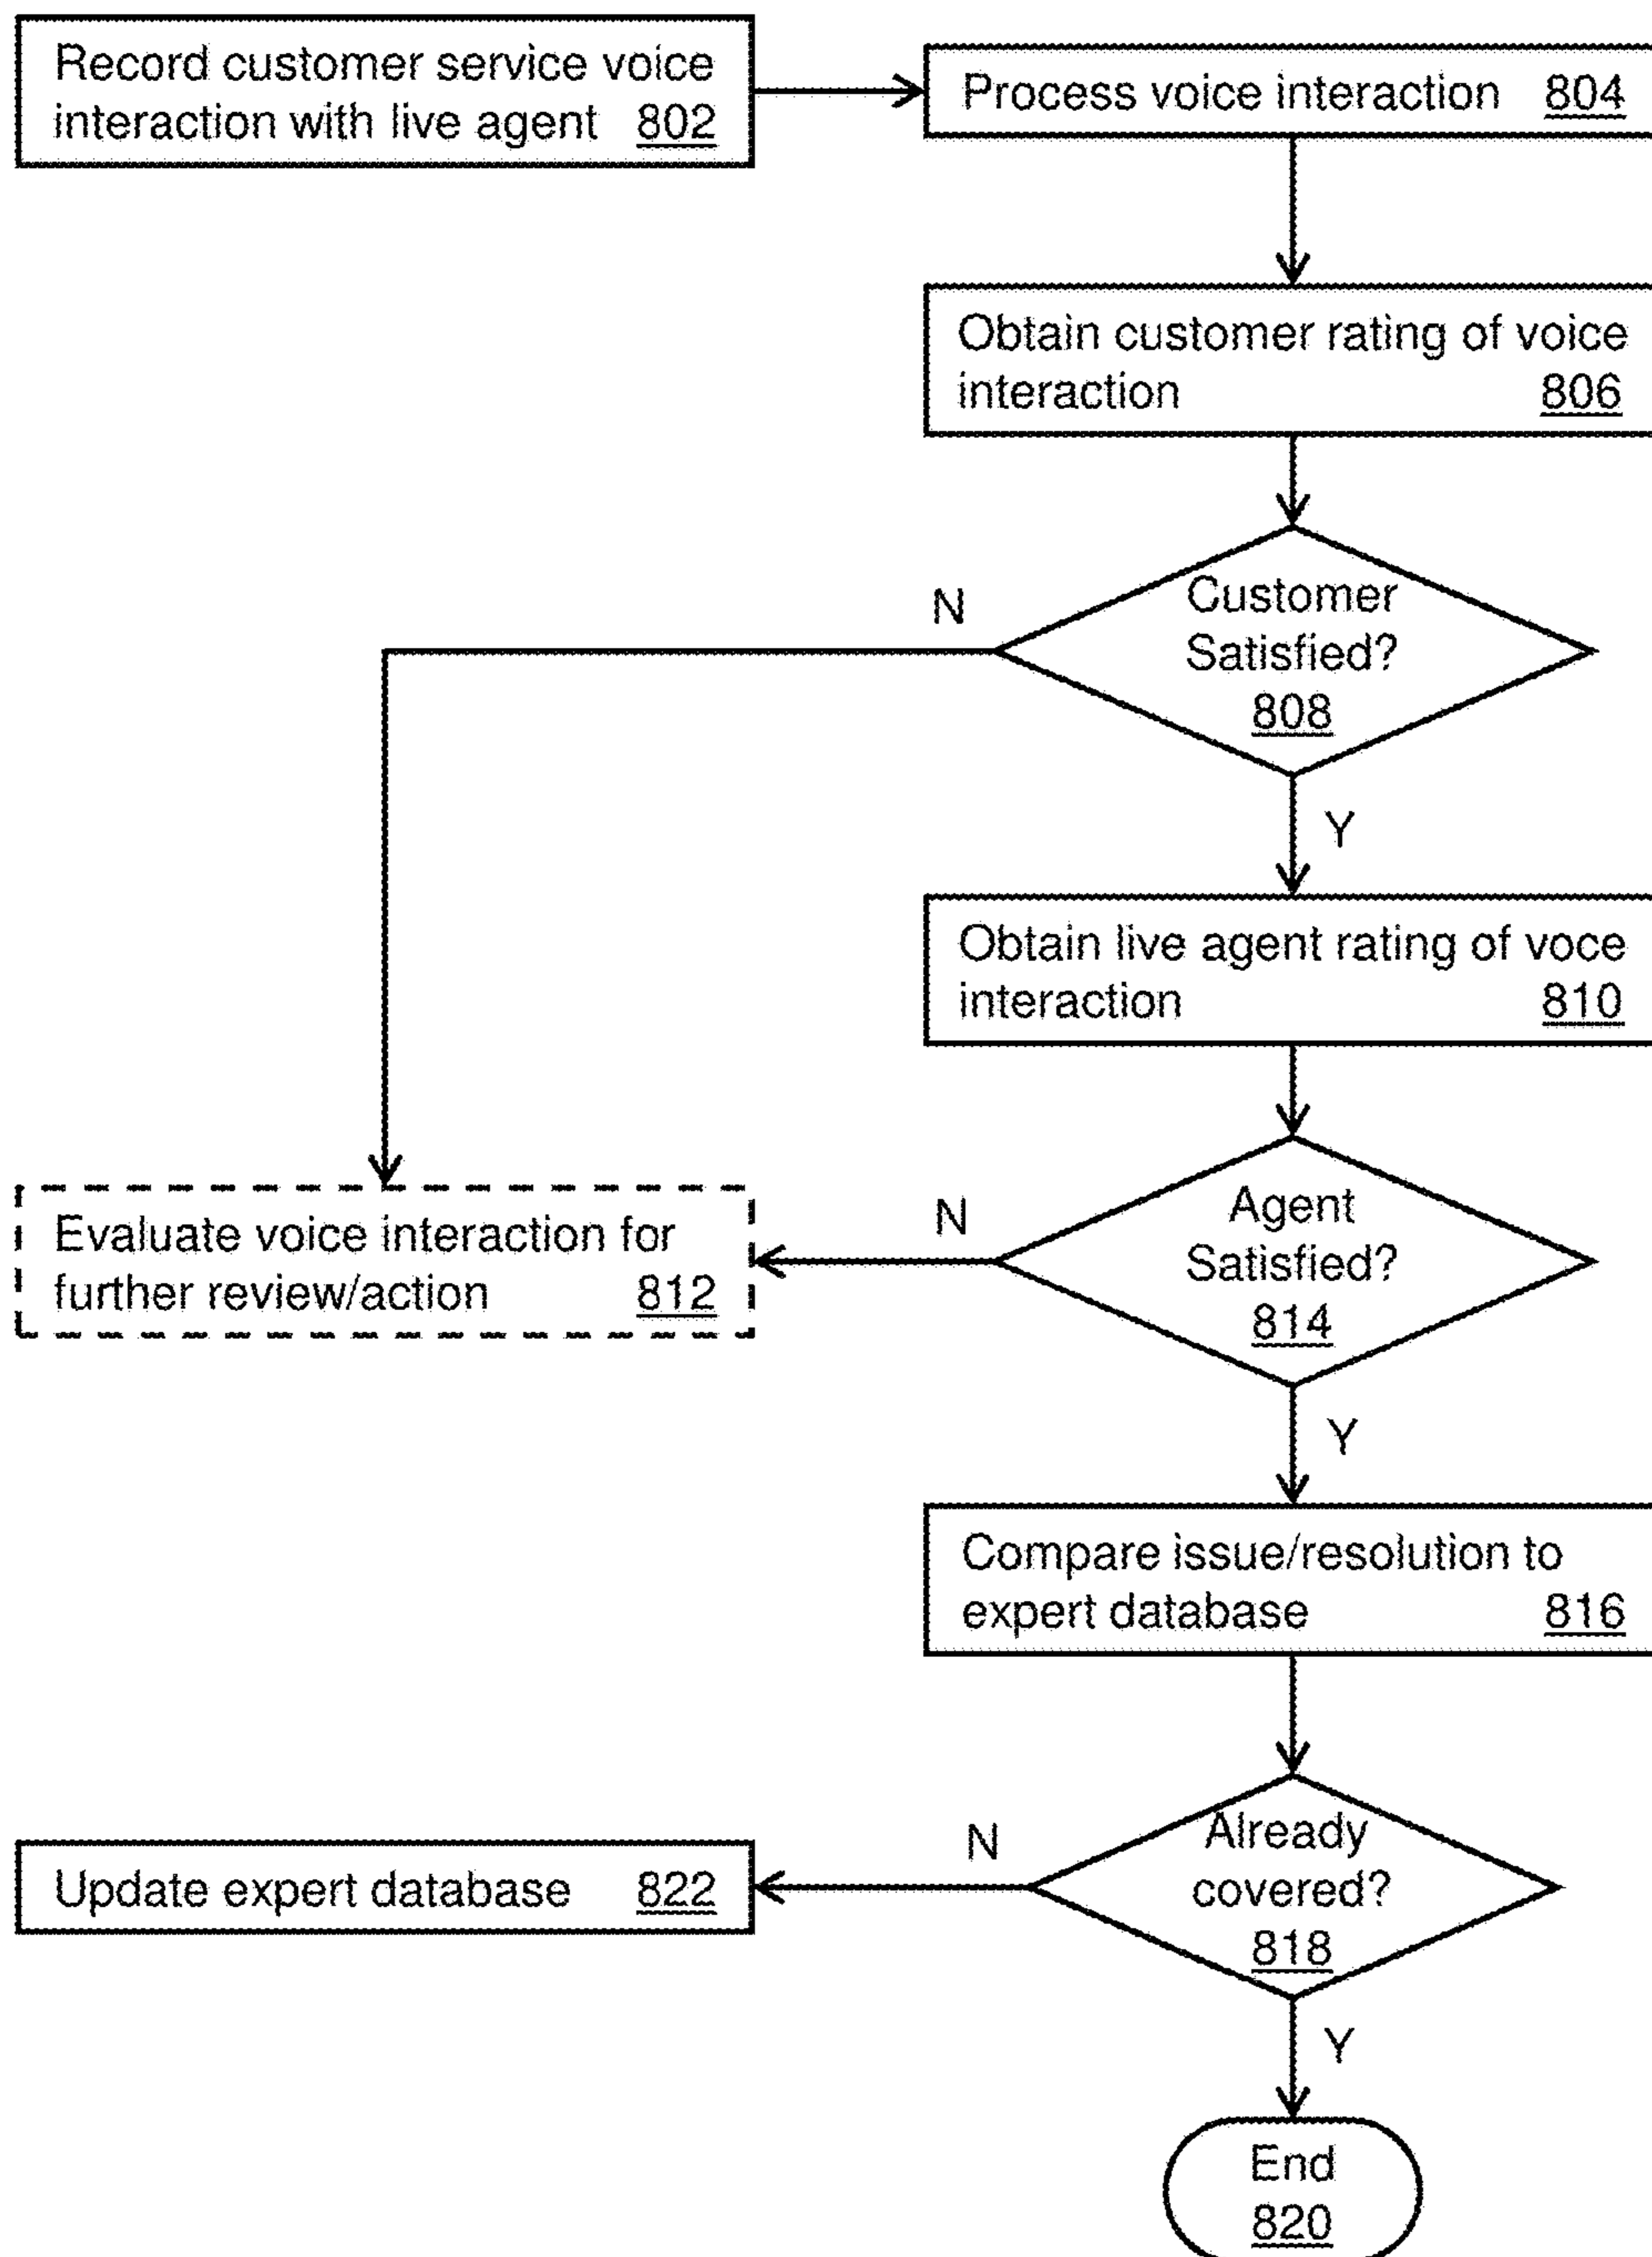 Record customer service voice
interaction with live agent 802
Process voice interaction 804
Obtain customer rating of voice
interaction 806
Customer
Satisfied?
808
N
Y
Obtain live agent rating of voce
interaction 810
Agent
Satisfied?
814
N
Evaluate voice interaction for
further review/action 812
Y
Compare issue/resolution to
expert database 816
Already
covered?
818
N
Update expert database 822
Y
End
820